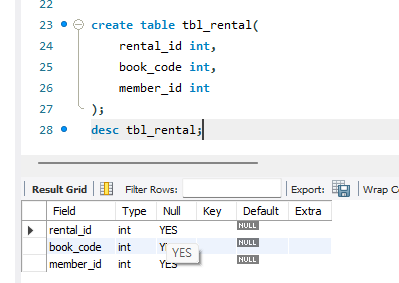 22
23 create table tbl_rental(
24 rental_id int,
25 book_code int,
26 member_id int
27 );
28 desc tbl_rental;
Result Grid Filter Rows: Export: Wrap C
Field Type Null Key Default Extra
rental_id int YES NULL
book_code int NULL
YES
member_id int YES NULL